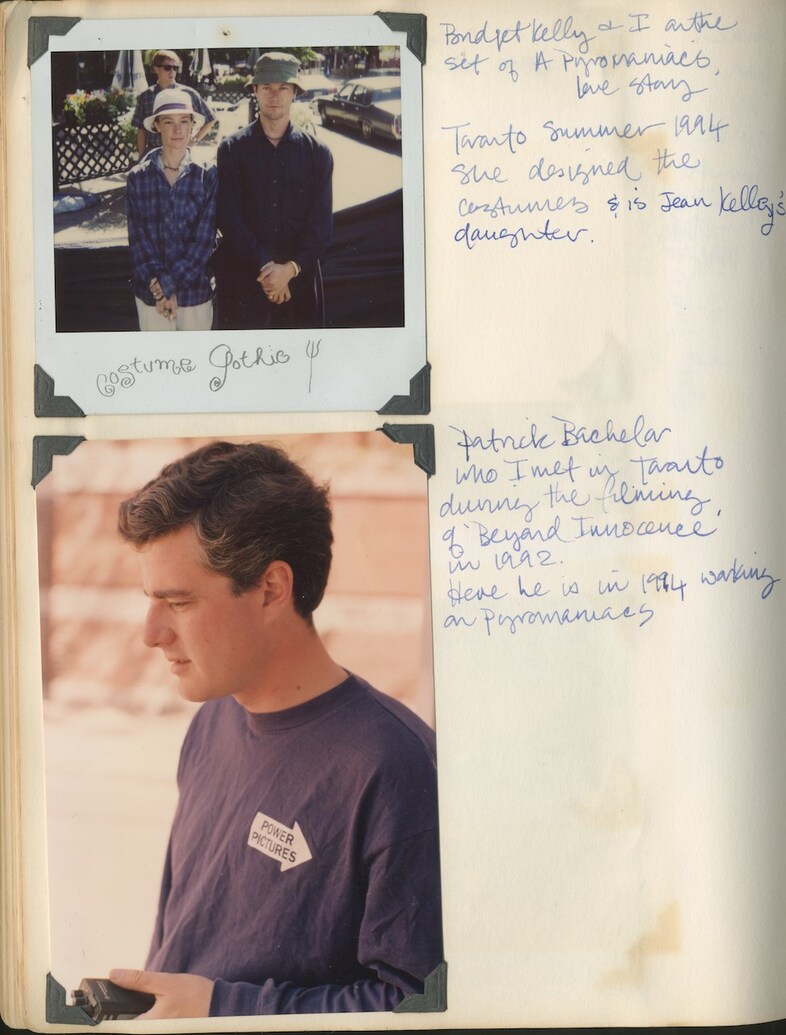 Bridget Kelly & I on the
set of A Pyromaniacs,
love story
Toronto Summer 1994
she designed the
costumes & is Jean Kelley's
daughter.
Costume Gothic
Patrick Bachelor
who I met in Toronto
during the filming
of 'Beyond Innocence'
in 1992.
Here he is in 1994 working
on Pyromaniacs
POWER
PICTURES